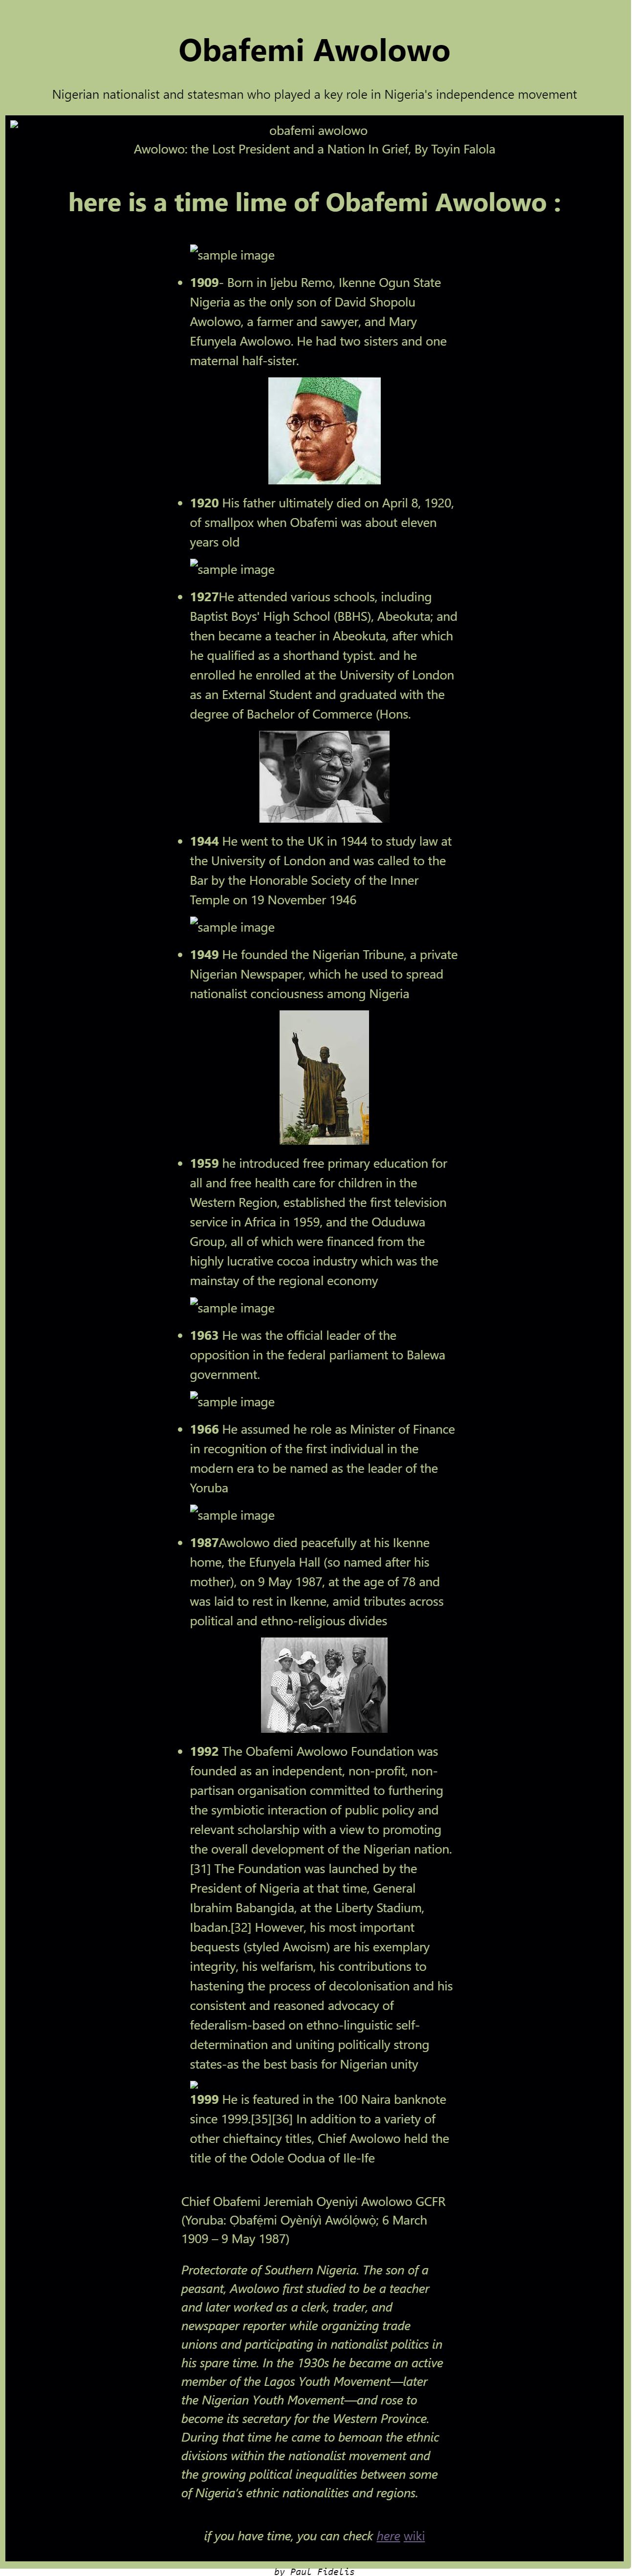 Obafemi Awolowo
Nigerian nationalist and statesman who played a key role in Nigeria's independence movement
obafemi awolowo
Awolowo: the Lost President and a Nation In Grief, By Toyin Falola
here is a time lime of Obafemi Awolowo :
sample image
1909- Born in Ijebu Remo, Ikenne Ogun State
Nigeria as the only son of David Shopolu
Awolowo, a farmer and sawyer, and Mary
Efunyela Awolowo. He had two sisters and one
maternal half-sister.
1920 His father ultimately died on April 8, 1920,
of smallpox when Obafemi was about eleven
years old
sample image
1927He attended various schools, including
Baptist Boys' High School (BBHS), Abeokuta; and
then became a teacher in Abeokuta, after which
he qualified as a shorthand typist. and he
enrolled he enrolled at the University of London
as an External Student and graduated with the
degree of Bachelor of Commerce (Hons.
1944 He went to the UK in 1944 to study law at
the University of London and was called to the
Bar by the Honorable Society of the Inner
Temple on 19 November 1946
sample image
1949 He founded the Nigerian Tribune, a private
Nigerian Newspaper, which he used to spread
nationalist conciousness among Nigeria
1959 he introduced free primary education for
all and free health care for children in the
Western Region, established the first television
service in Africa in 1959, and the Oduduwa
Group, all of which were financed from the
highly lucrative cocoa industry which was the
mainstay of the regional economy
sample image
1963 He was the official leader of the
opposition in the federal parliament to Balewa
government.
sample image
1966 He assumed he role as Minister of Finance
in recognition of the first individual in the
modern era to be named as the leader of the
Yoruba
sample image
1987Awolowo died peacefully at his Ikenne
home, the Efunyela Hall (so named after his
mother), on 9 May 1987, at the age of 78 and
was laid to rest in Ikenne, amid tributes across
political and ethno-religious divides
1992 The Obafemi Awolowo Foundation was
founded as an independent, non-profit, non-
partisan organisation committed to furthering
the symbiotic interaction of public policy and
relevant scholarship with a view to promoting
the overall development of the Nigerian nation.
[31] The Foundation was launched by the
President of Nigeria at that time, General
Ibrahim Babangida, at the Liberty Stadium,
Ibadan.[32] However, his most important
bequests (styled Awoism) are his exemplary
integrity, his welfarism, his contributions to
hastening the process of decolonisation and his
consistent and reasoned advocacy of
federalism-based on ethno-linguistic self-
determination and uniting politically strong
states-as the best basis for Nigerian unity
1999 He is featured in the 100 Naira banknote
since 1999.[35][36] In addition to a variety of
other chieftaincy titles, Chief Awolowo held the
title of the Odole Oodua of Ile-Ife
Chief Obafemi Jeremiah Oyeniyi Awolowo GCFR
(Yoruba: Ọbafẹ́mi Oyèníyì Awólọ́wọ̀; 6 March
1909 – 9 May 1987)
Protectorate of Southern Nigeria. The son of a
peasant, Awolowo first studied to be a teacher
and later worked as a clerk, trader, and
newspaper reporter while organizing trade
unions and participating in nationalist politics in
his spare time. In the 1930s he became an active
member of the Lagos Youth Movement—later
the Nigerian Youth Movement—and rose to
become its secretary for the Western Province.
During that time he came to bemoan the ethnic
divisions within the nationalist movement and
the growing political inequalities between some
of Nigeria's ethnic nationalities and regions.
if you have time, you can check here wiki
by Paul Fidelis